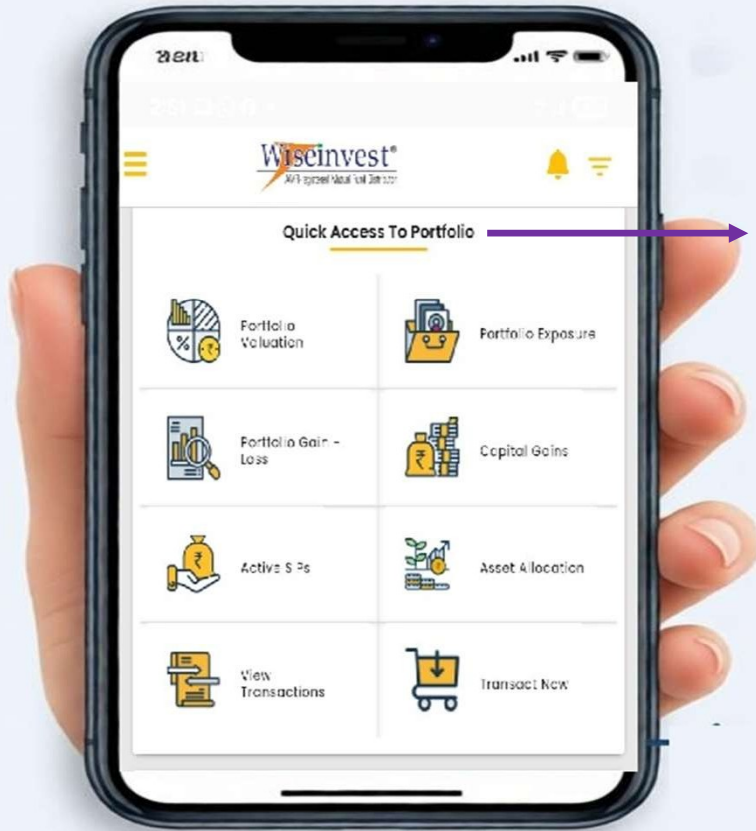 Wiseinvest®
Quick Access To Portfolio
Portfolio
Valuation
Portfolio Exposure
Portfolio Gain -
Loss
Capital Gains
Active SIPs
Asset Allocation
View
Transactions
Transact Now